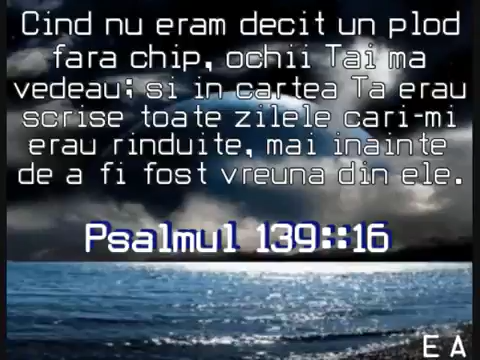 Cind nu eram decit un plod
fara chip, ochii Tai ma
vedeau; si in cartea Ta erau
scrise toate zilele cari-mi
erau rinduite, mai inainte
de a fi fost vreuna din ele.
Psalmul 139::16
E A